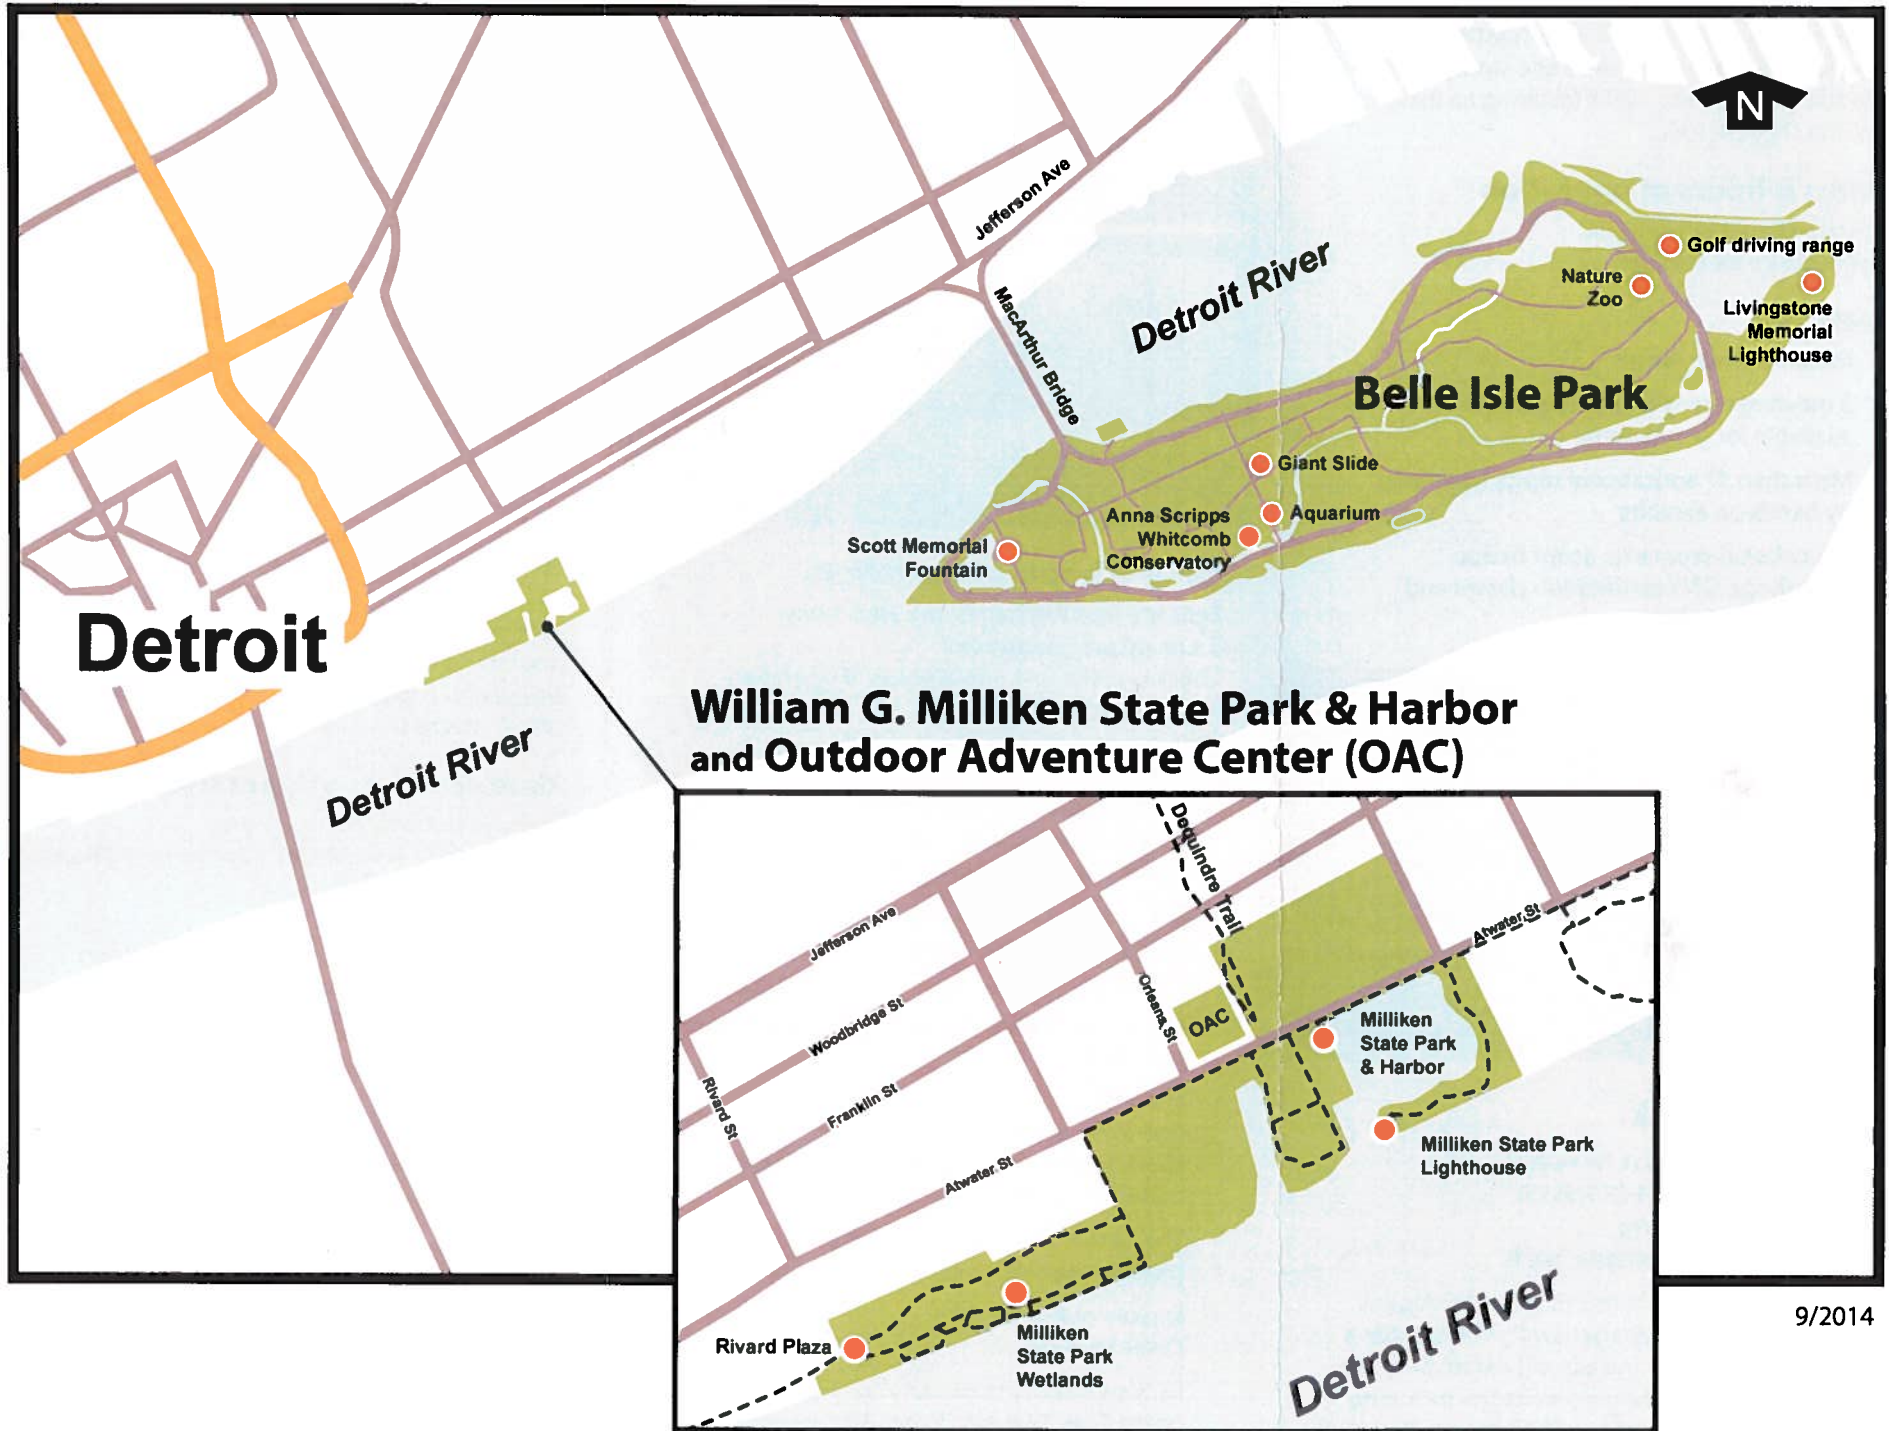 N
Jefferson Ave
MacArthur Bridge
Detroit River
Golf driving range
Nature
Zoo
Livingstone
Memorial
Lighthouse
Belle Isle Park
Giant Slide
Aquarium
Anna Scripps
Whitcomb
Conservatory
Scott Memorial
Fountain
Detroit
Detroit River
William G. Milliken State Park & Harbor
and Outdoor Adventure Center (OAC)
Dequindre Trail
Jefferson Ave
Atwater St
Woodbridge St
Orleans St
OAC
Milliken
State Park
& Harbor
Rivard St
Franklin St
Atwater St
Milliken State Park
Lighthouse
Rivard Plaza
Milliken
State Park
Wetlands
Detroit River
9/2014